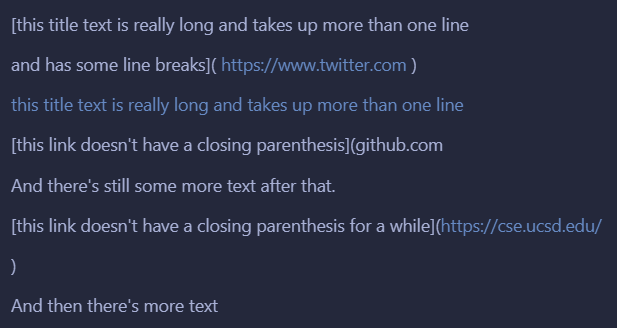 [this title text is really long and takes up more than one line
and has some line breaks]( https://www.twitter.com )
this title text is really long and takes up more than one line
[this link doesn't have a closing parenthesis](github.com
And there's still some more text after that.
[this link doesn't have a closing parenthesis for a while](https://cse.ucsd.edu/
)
And then there's more text